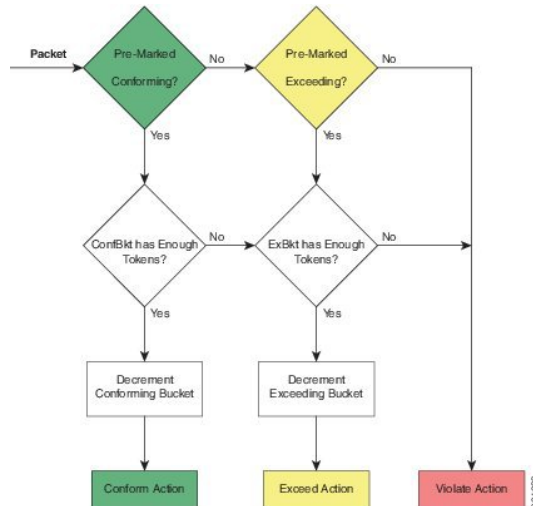 Packet
Pre-Marked
Conforming?
No
Pre-Marked
Exceeding?
No
Yes
Yes
ConfBkt has Enough
Tokens?
No
ExBkt has Enough
Tokens?
No
Yes
Yes
Decrement
Conforming Bucket
Decrement
Exceeding Bucket
Conform Action
Exceed Action
Violate Action